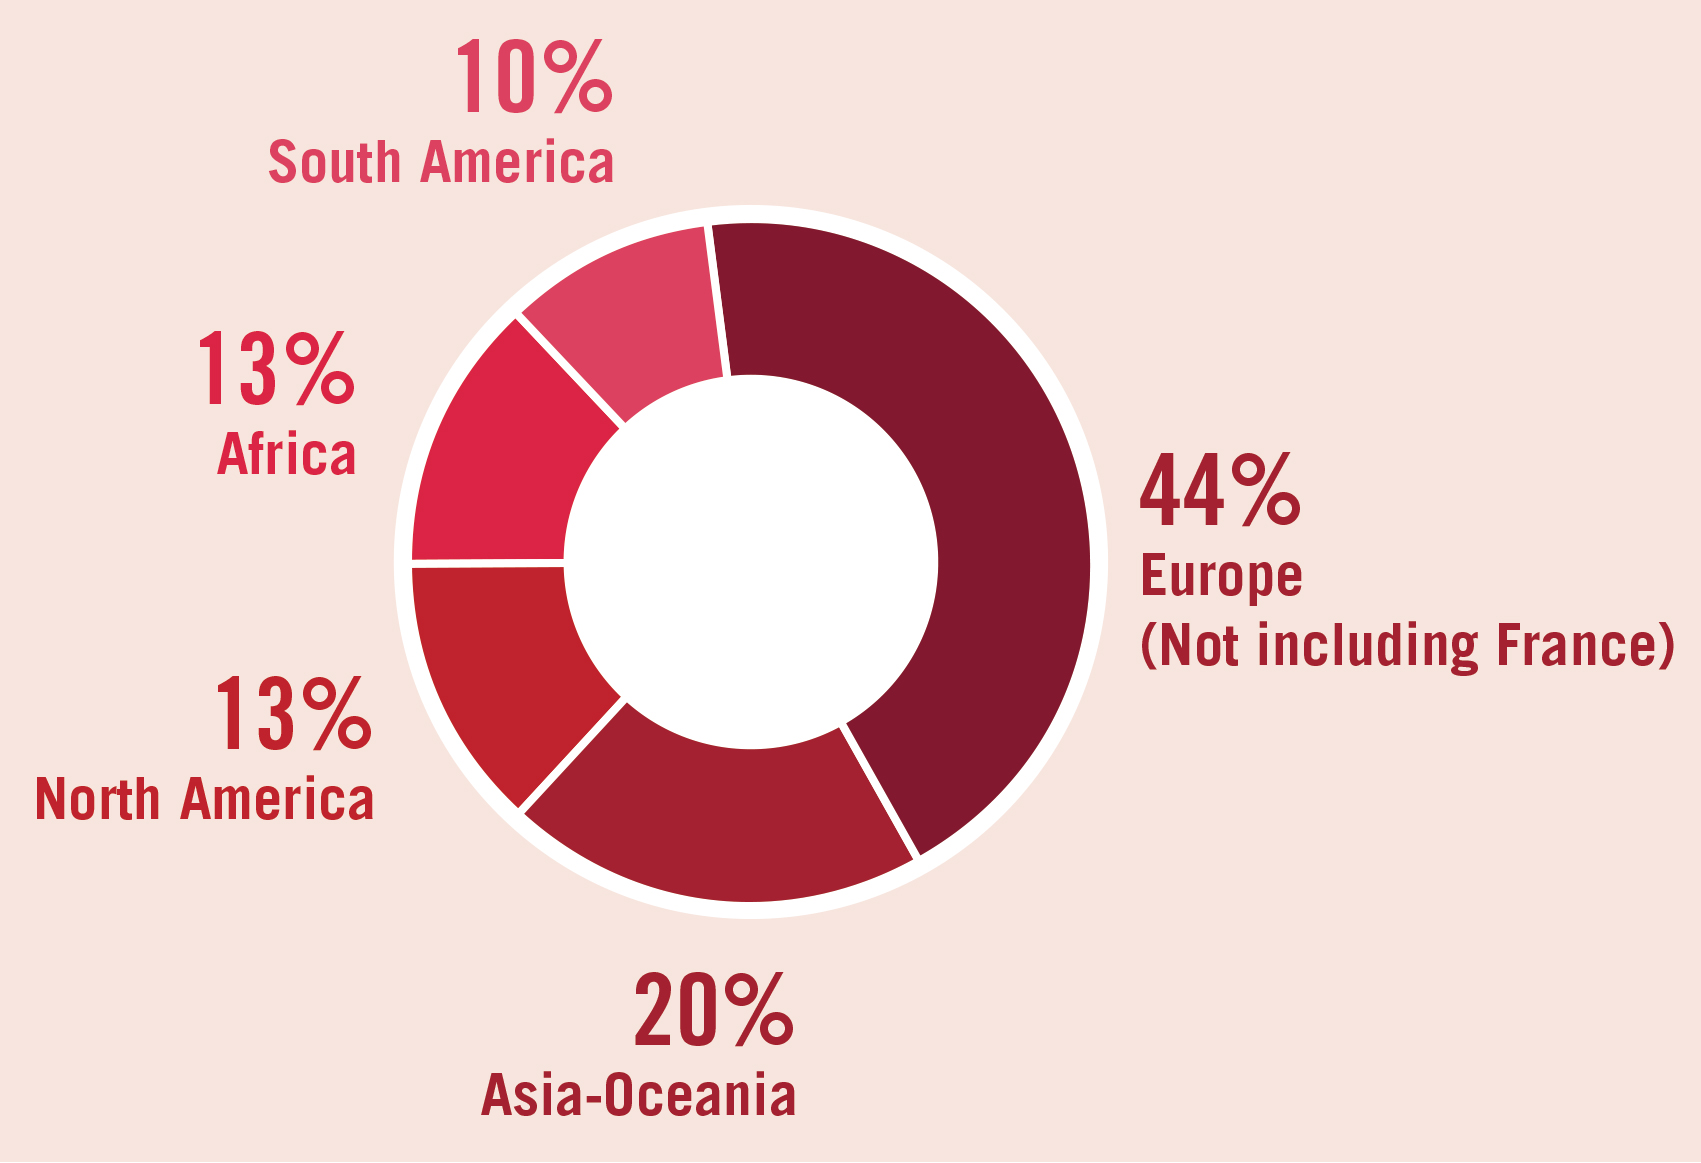 10%
South America
13%
Africa
44%
Europe
(Not including France)
13%
North America
20%
Asia-Oceania